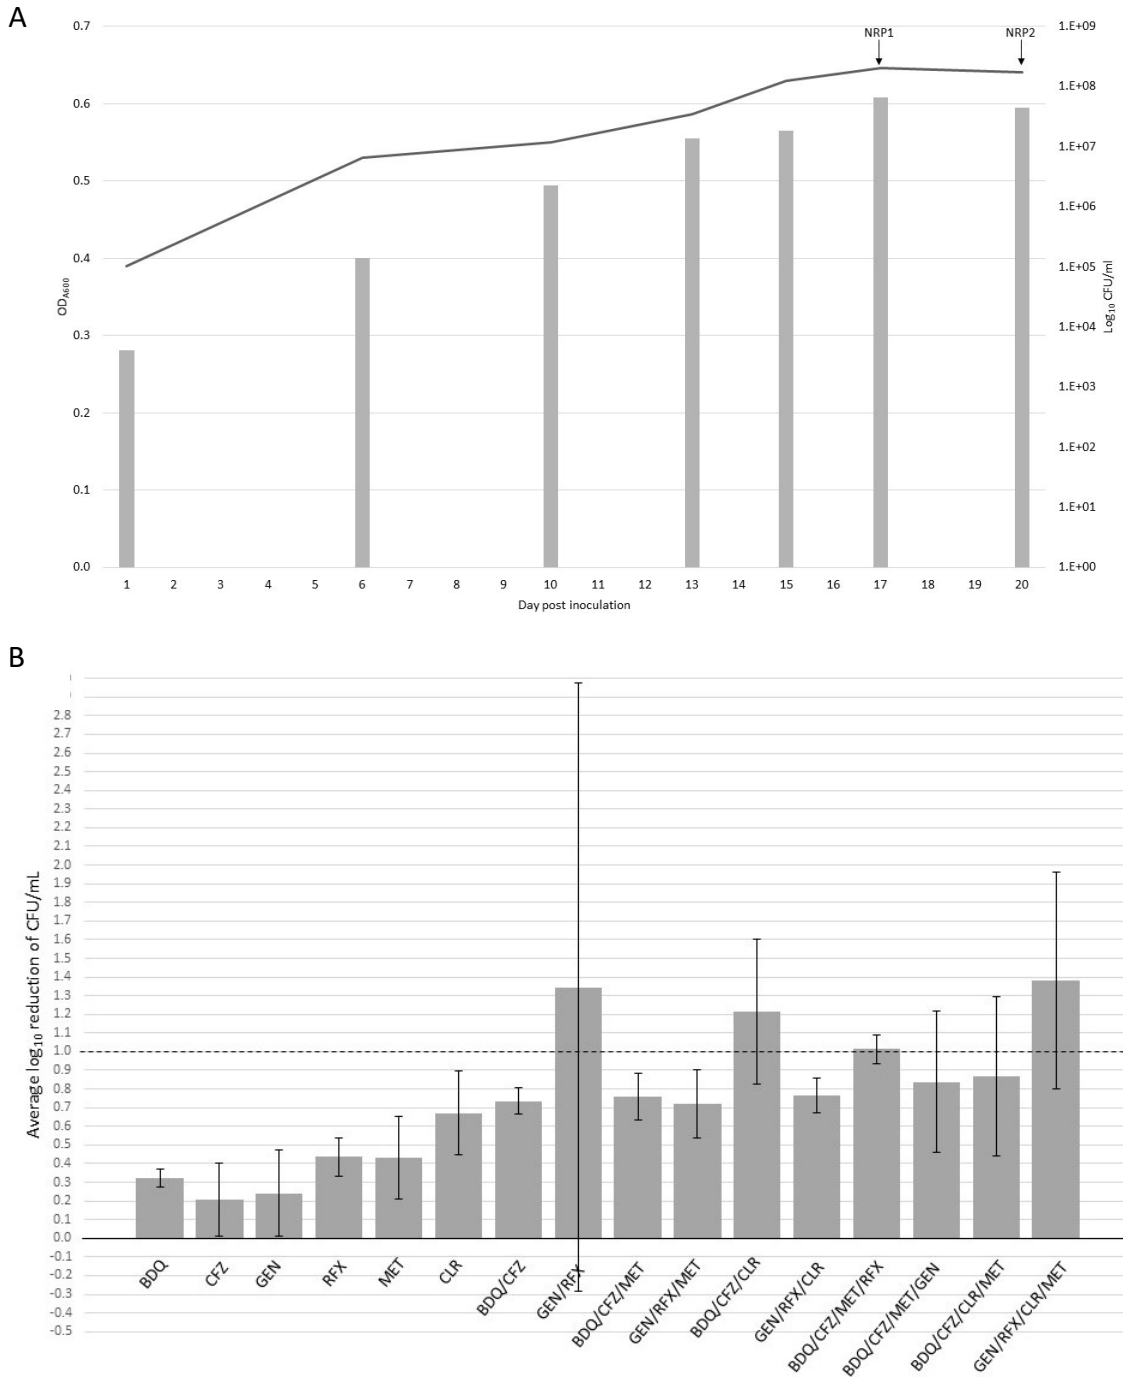 A
0.7
0.6
0.5
0.4
0.3
0.2
0.1
0.0
OD A600
1.E+09
1.E+08
1.E+07
1.E+06
1.E+05
1.E+04
1.E+03
1.E+02
1.E+01
1.E+00
Log10 CFU/ml
NRP1
NRP2
1 2 3 4 5 6 7 8 9 10 11 12 13 14 15 16 17 18 19 20
Day post inoculation
B
Average log10 reduction of CFU/mL
2.8
2.7
2.6
2.5
2.4
2.3
2.2
2.1
2.0
1.9
1.8
1.7
1.6
1.5
1.4
1.3
1.2
1.1
1.0
0.9
0.8
0.7
0.6
0.5
0.4
0.3
0.2
0.1
0.0
-0.1
-0.2
-0.3
-0.4
-0.5
BDQ
CFZ
GEN
RFX
MET
CLR
BDQ/CFZ
GEN/RFX
BDQ/CFZ/MET
GEN/RFX/MET
BDQ/CFZ/CLR
GEN/RFX/CLR
BDQ/CFZ/MET/RFX
BDQ/CFZ/MET/GEN
BDQ/CFZ/CLR/MET
GEN/RFX/CLR/MET